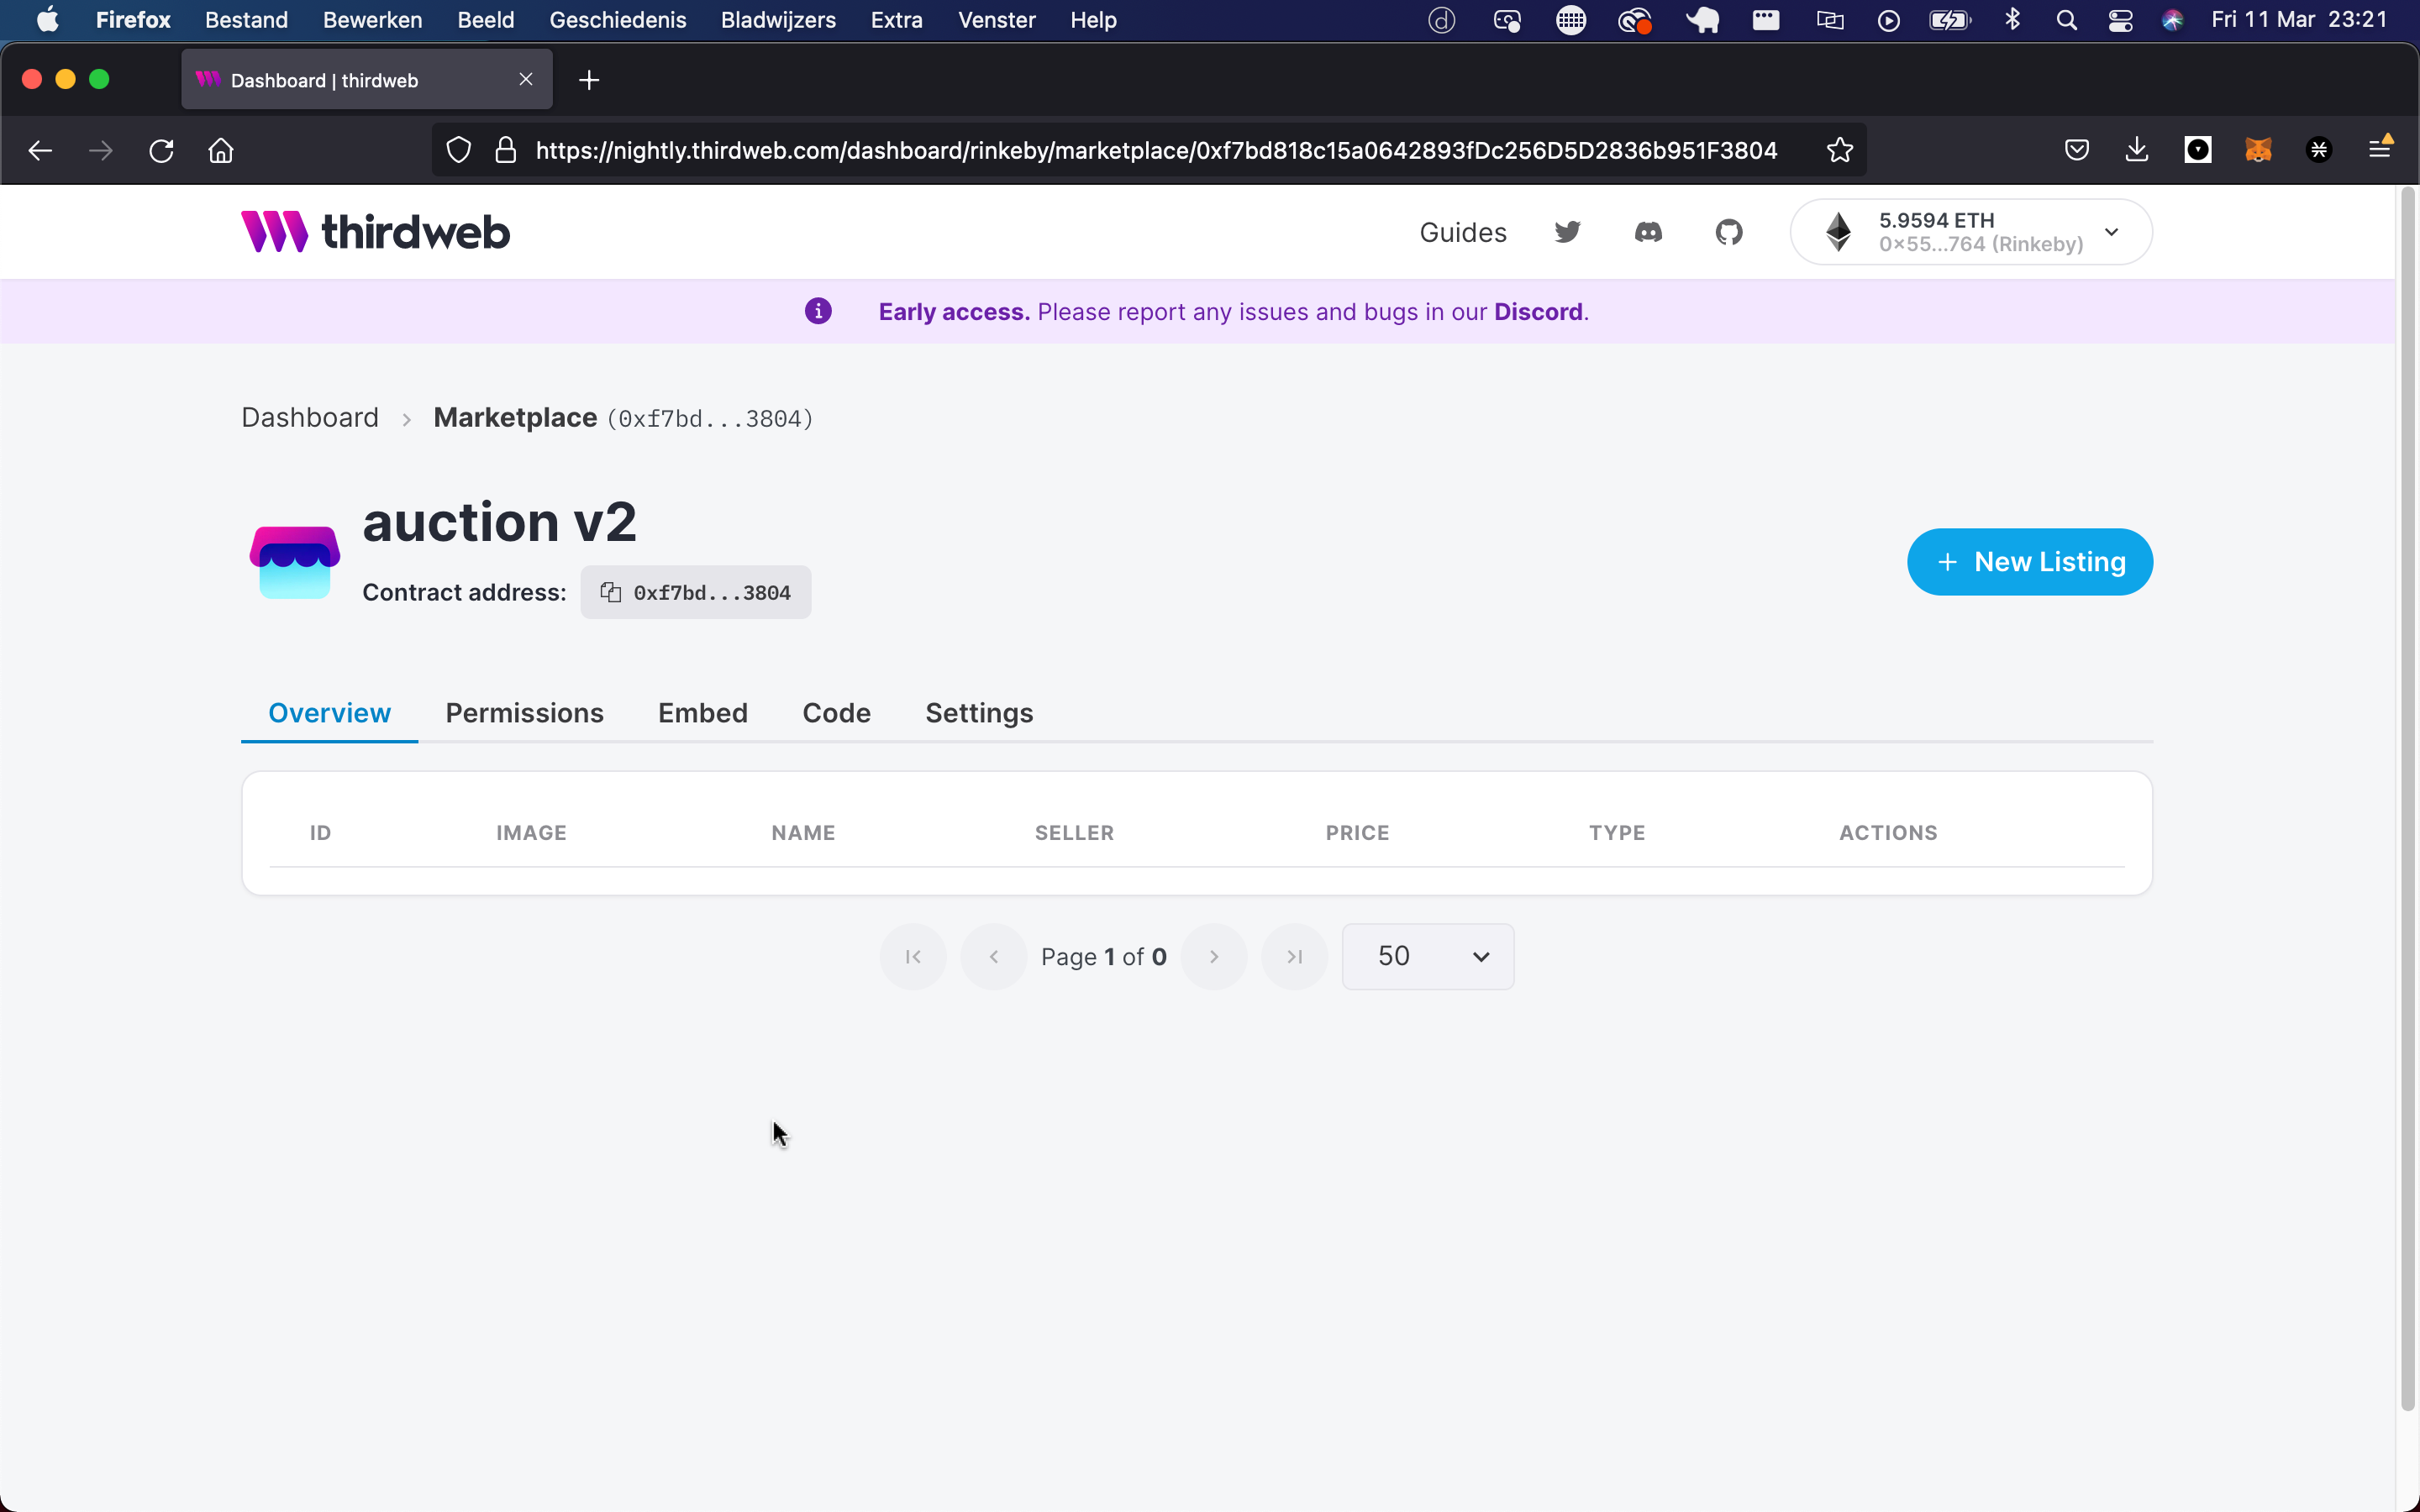 Firefox Bestand Bewerken Beeld Geschiedenis Bladwijzers Extra Venster Help Fri 11 Mar 23:21
Dashboard | thirdweb
https://nightly.thirdweb.com/dashboard/rinkeby/marketplace/0xf7bd818c15a0642893fDc256D5D2836b951F3804
thirdweb
Guides
5.9594 ETH
0x55...764 (Rinkeby)
Early access. Please report any issues and bugs in our Discord.
Dashboard > Marketplace (0xf7bd...3804)
auction v2
Contract address: 0xf7bd...3804
+ New Listing
Overview Permissions Embed Code Settings
ID IMAGE NAME SELLER PRICE TYPE ACTIONS
Page 1 of 0 50